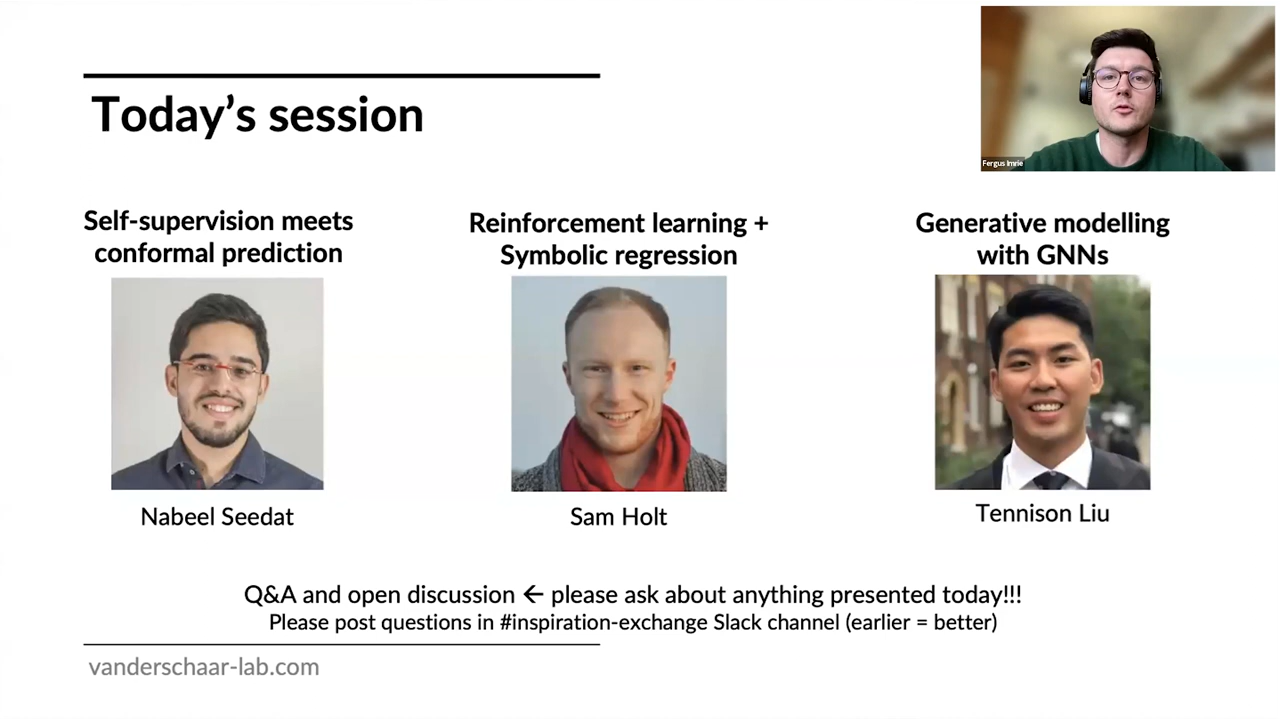 Today’s session
Fergus Imrie
Self-supervision meets
conformal prediction
Reinforcement learning +
Symbolic regression
Generative modelling
with GNNs
Nabeel Seedat
Sam Holt
Tennison Liu
Q&A and open discussion ← please ask about anything presented today!!!
Please post questions in #inspiration-exchange Slack channel (earlier = better)
vanderschaar-lab.com